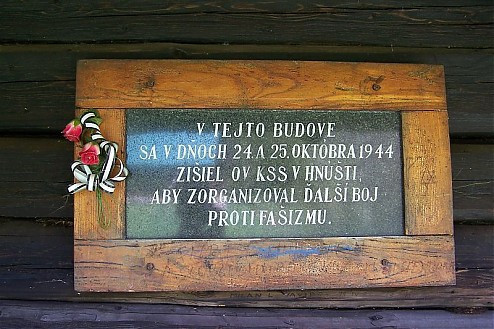 V TEJTO BUDOVE
SA V DNOCH 24. A 25. OKTÓBRA 1944
ZIŠIEL OV KSS V HNÚŠTI,
ABY ZORGANIZOVAL ĎALŠÍ BOJ
PROTI FAŠIZMU.